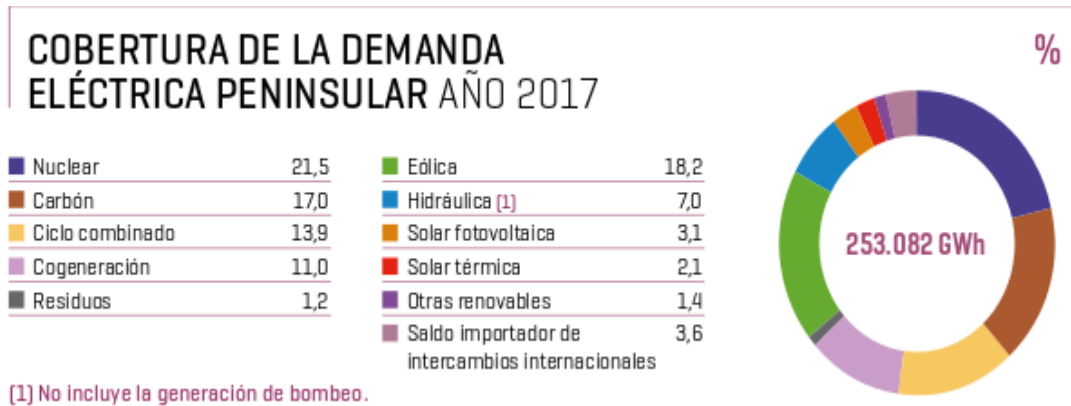 COBERTURA DE LA DEMANDA
ELÉCTRICA PENINSULAR AÑO 2017
%
Nuclear 21,5
Carbón 17,0
Ciclo combinado 13,9
Cogeneración 11,0
Residuos 1,2
Eólica 18,2
Hidráulica (1) 7,0
Solar fotovoltaica 3,1
Solar térmica 2,1
Otras renovables 1,4
Saldo importador de 3,6
intercambios internacionales
253.082 GWh
(1) No incluye la generación de bombeo.